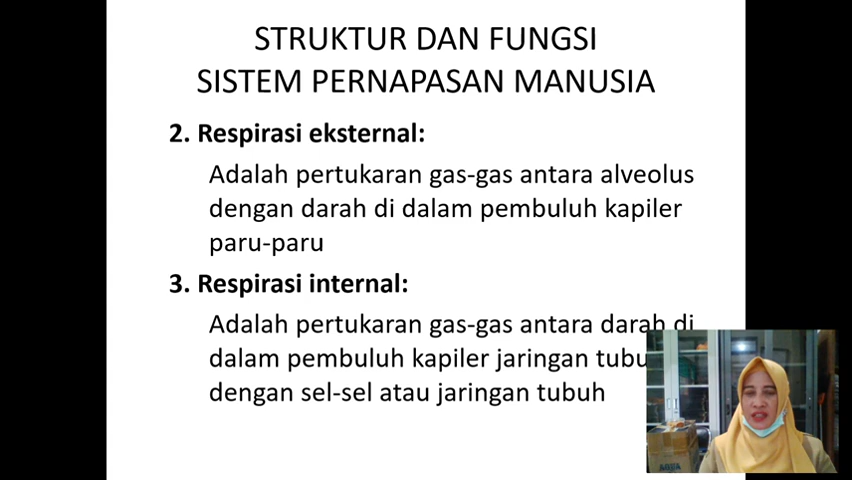 STRUKTUR DAN FUNGSI
SISTEM PERNAPASAN MANUSIA
2. Respirasi eksternal:
Adalah pertukaran gas-gas antara alveolus
dengan darah di dalam pembuluh kapiler
paru-paru
3. Respirasi internal:
Adalah pertukaran gas-gas antara darah di
dalam pembuluh kapiler jaringan tubu
dengan sel-sel atau jaringan tubuh
AQUA